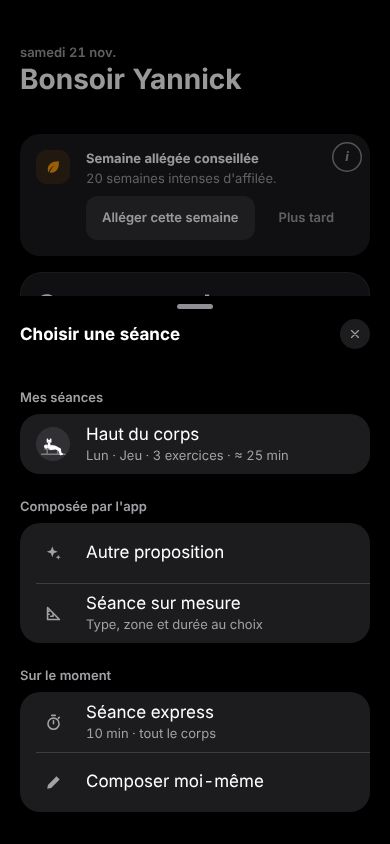 samedi 21 nov.
Bonsoir Yannick
Semaine allégée conseillée
i
20 semaines intenses d'affilée.
Alléger cette semaine
Plus tard
Choisir une séance
Mes séances
Haut du corps
Lun · Jeu · 3 exercices · ≈ 25 min
Composée par l'app
Autre proposition
Séance sur mesure
Type, zone et durée au choix
Sur le moment
Séance express
10 min · tout le corps
Composer moi-même